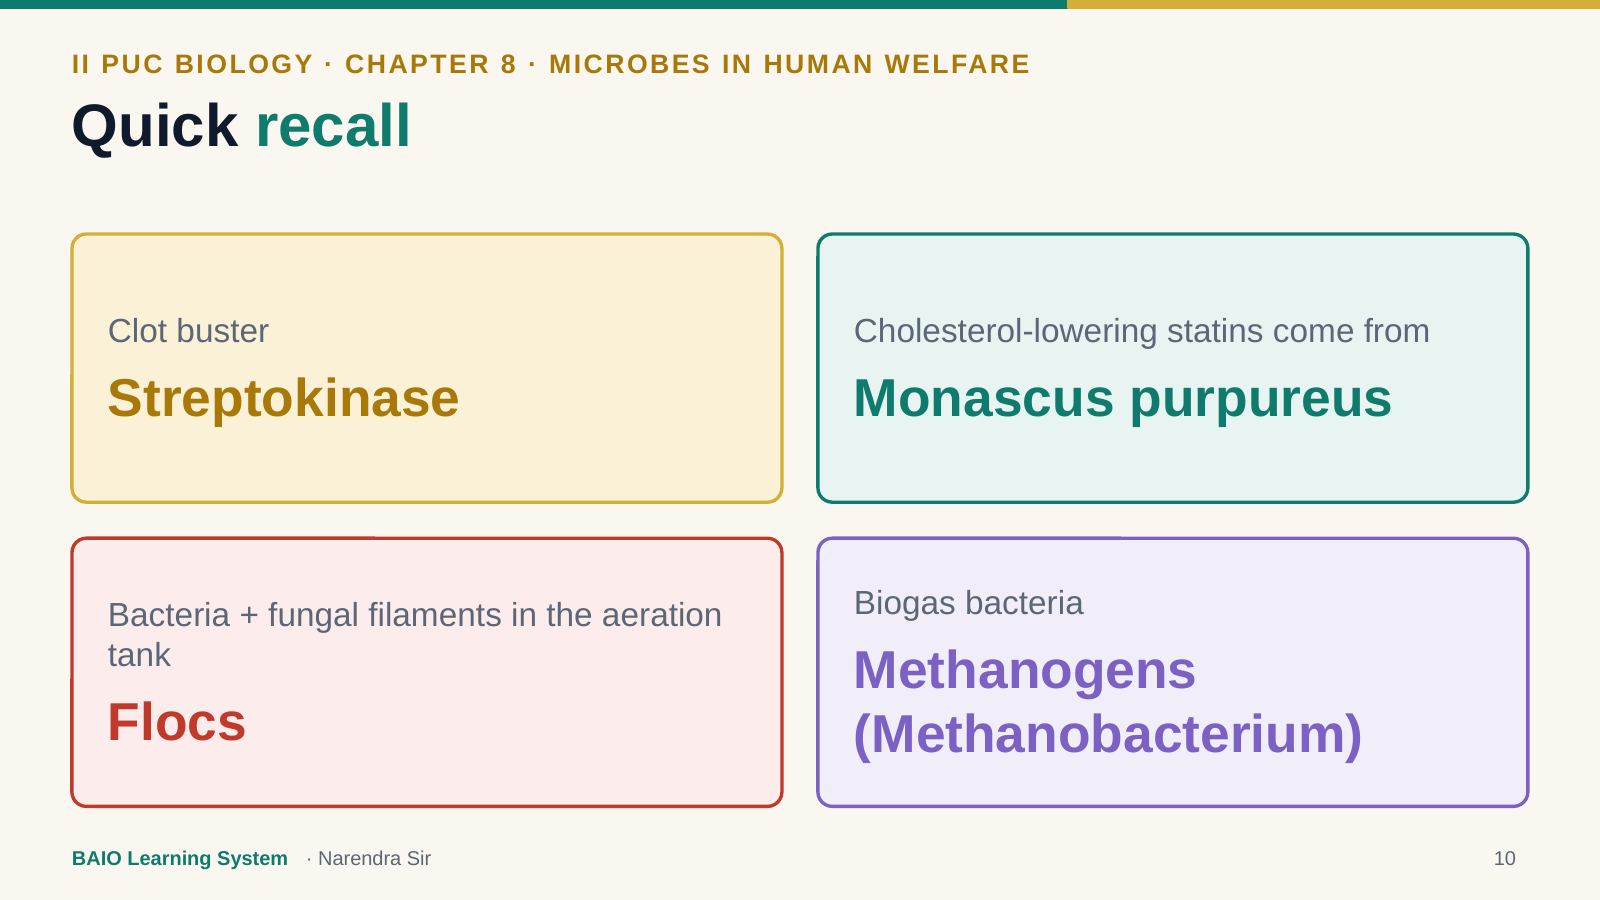 II PUC BIOLOGY · CHAPTER 8 · MICROBES IN HUMAN WELFARE
Quick recall
Clot buster
Streptokinase
Cholesterol-lowering statins come from
Monascus purpureus
Bacteria + fungal filaments in the aeration
tank
Flocs
Biogas bacteria
Methanogens
(Methanobacterium)
BAIO Learning System · Narendra Sir
10